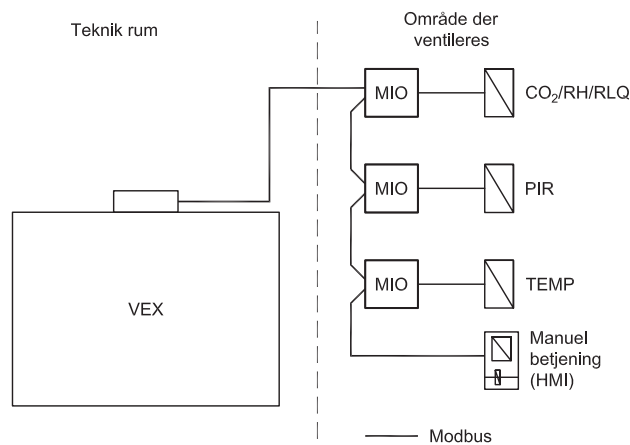 Teknik rum
Område der
ventileres
MIO
CO₂/RH/RLQ
MIO
PIR
VEX
MIO
TEMP
Manuel
betjening
(HMI)
Modbus